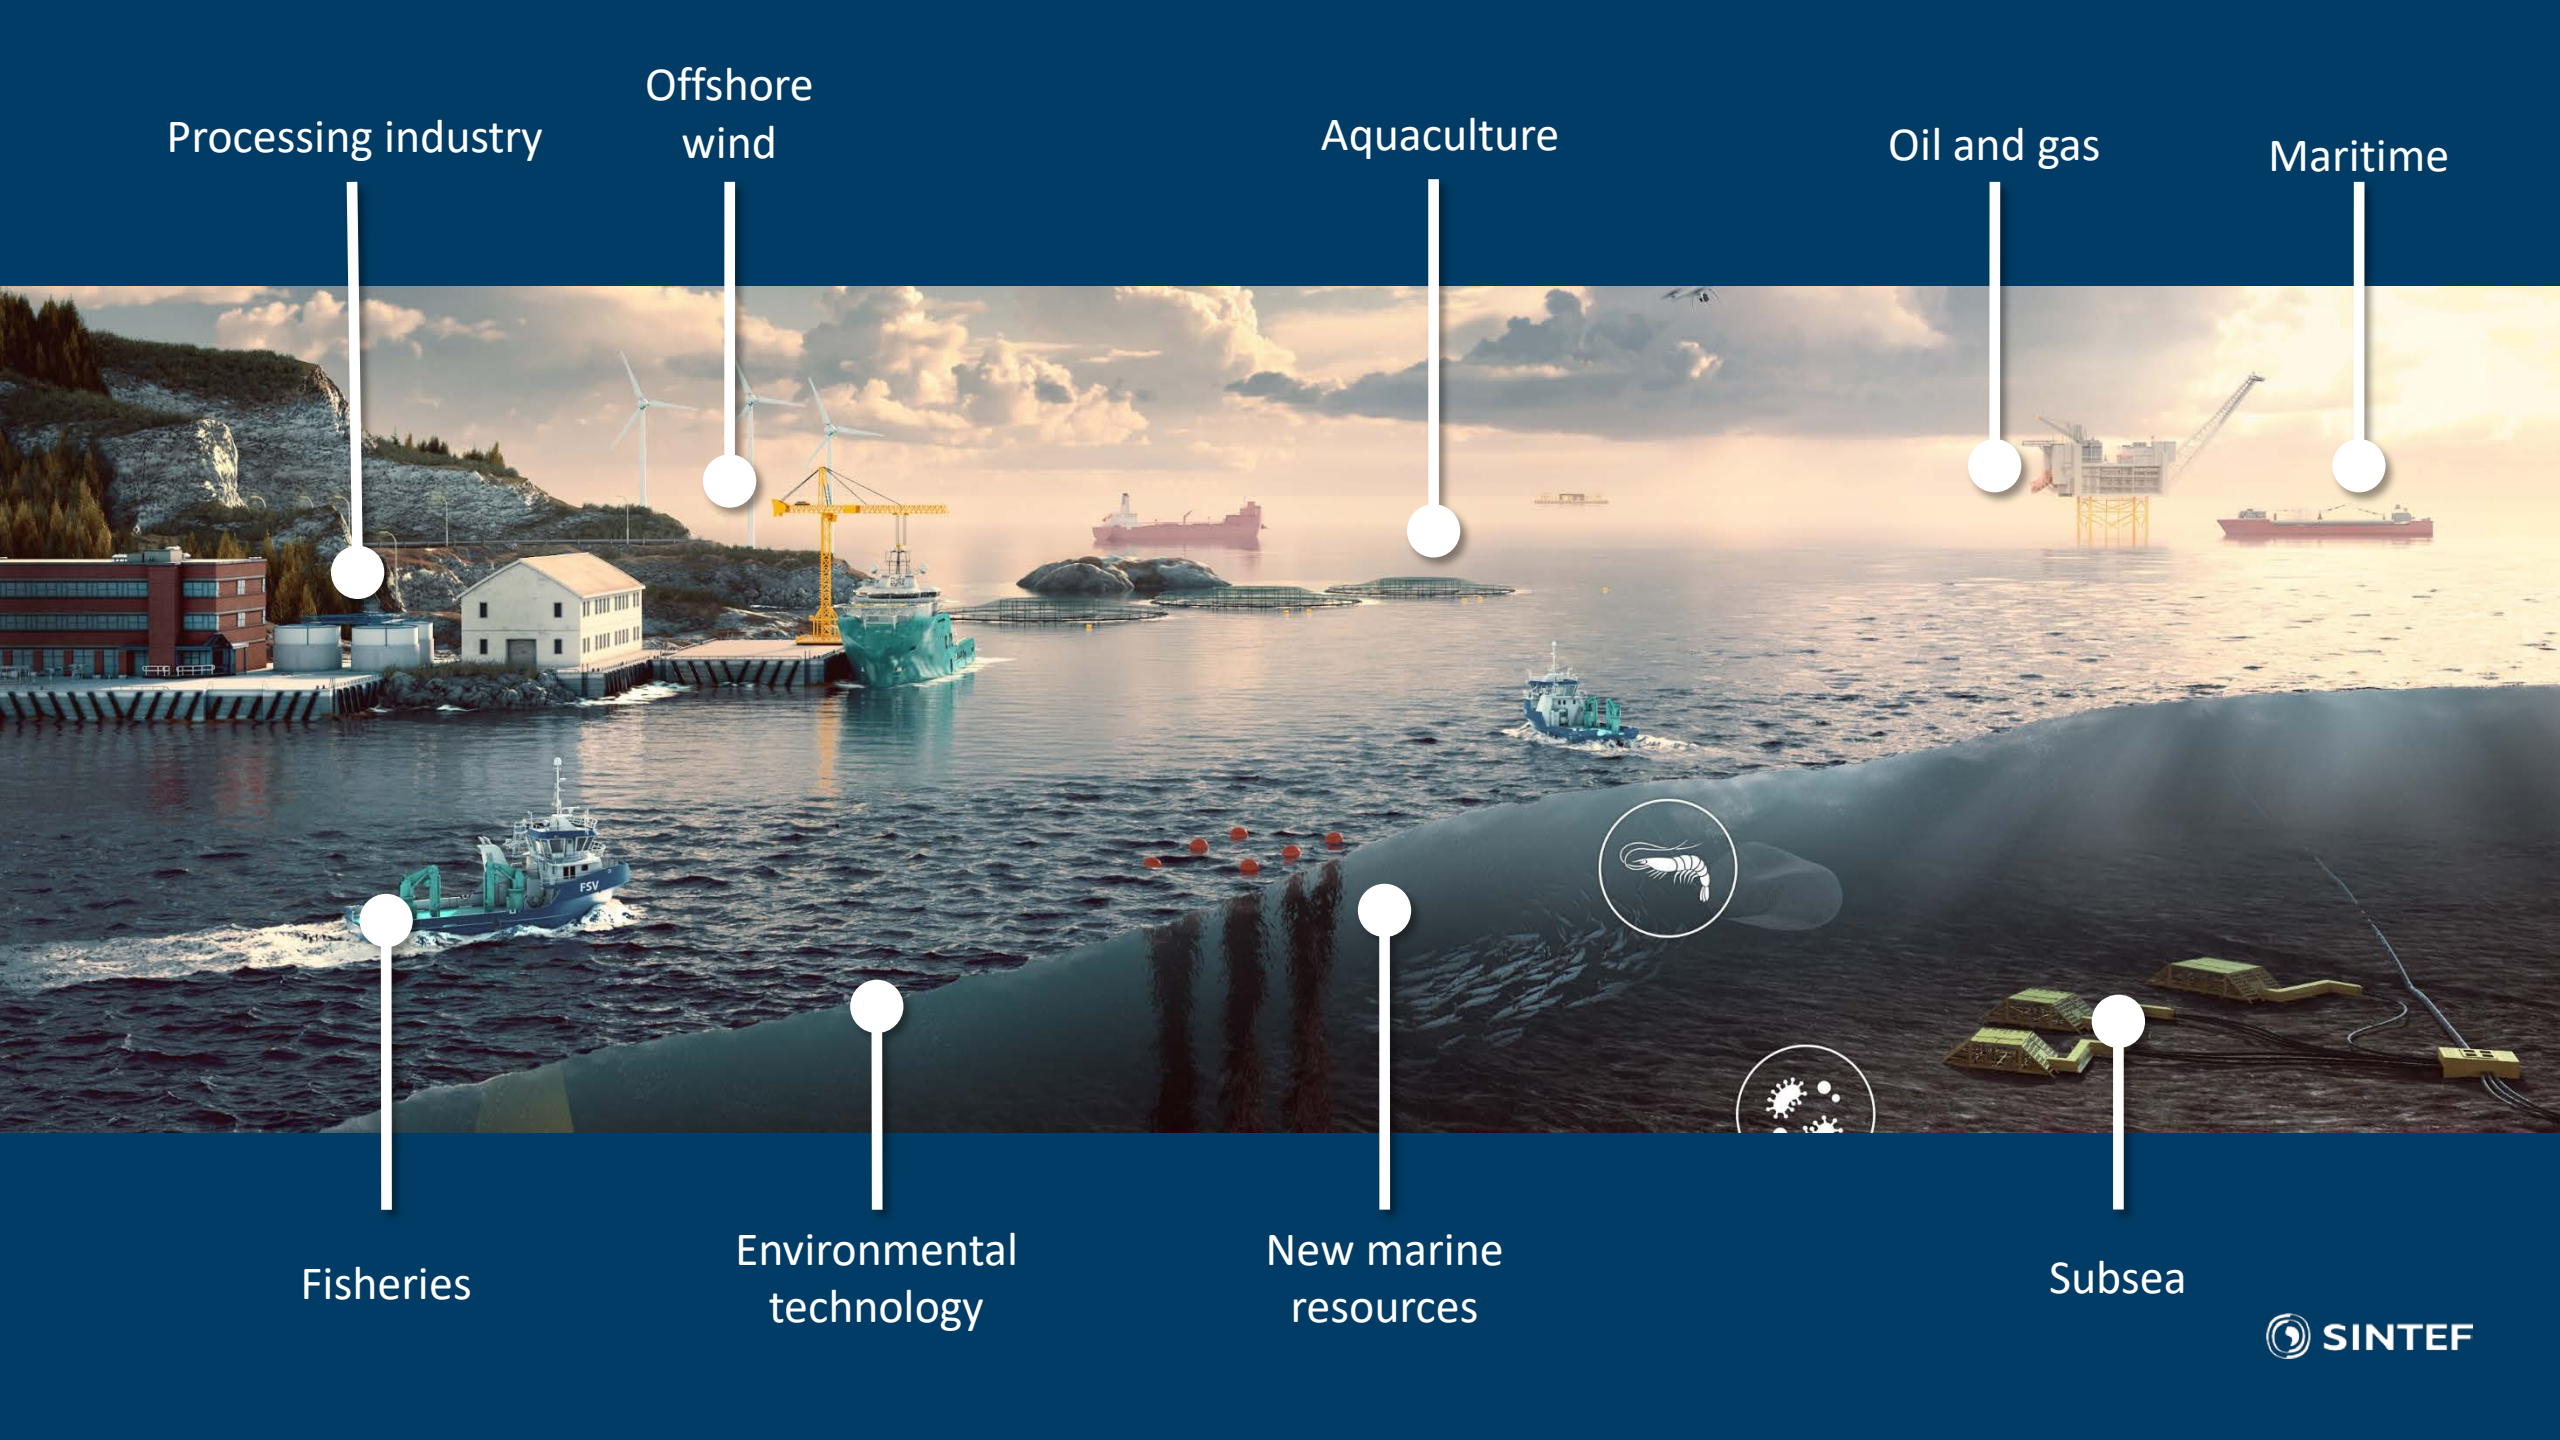 Offshore
wind
Processing industry
Aquaculture
Oil and gas
Maritime
FSV
Fisheries
Environmental
technology
New marine
resources
Subsea
SINTEF